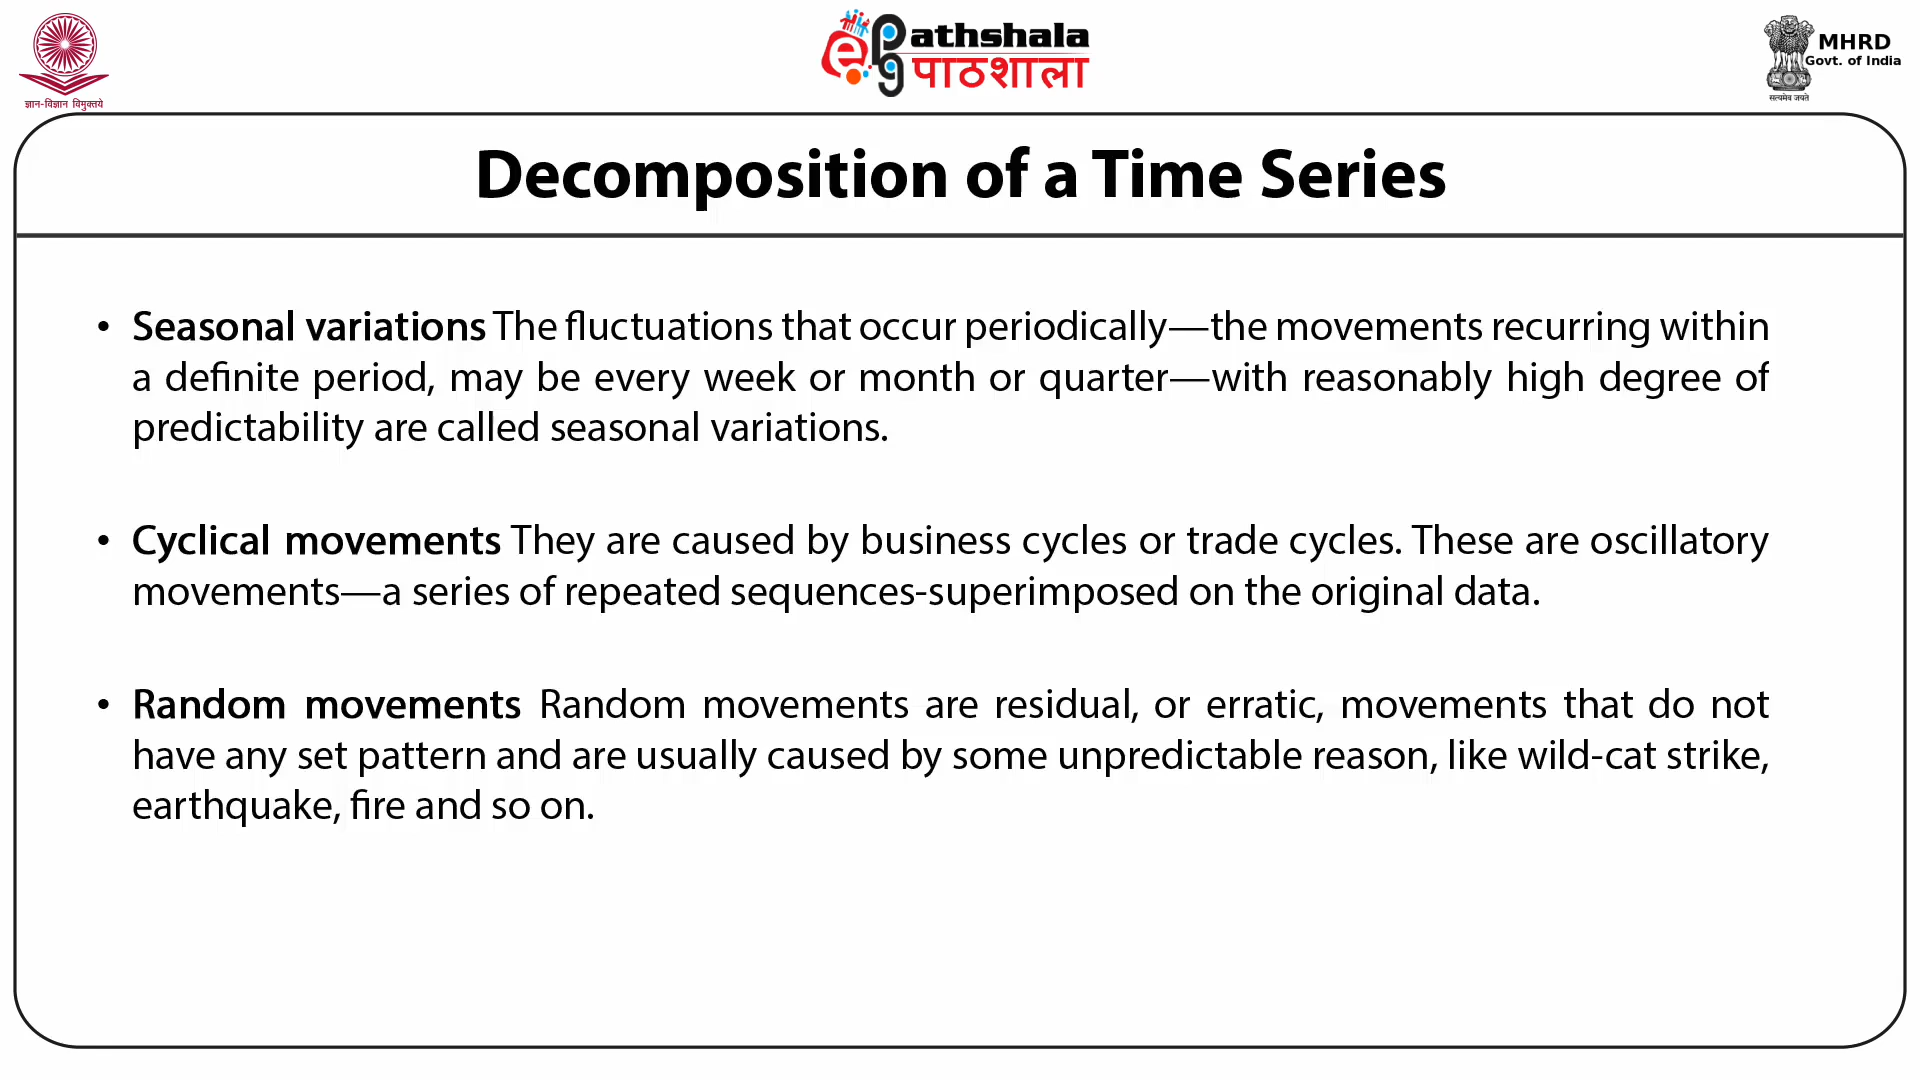 ज्ञान-विज्ञान विमुक्तये
ePG Pathshala
पाठशाला
MHRD
Govt. of India
सत्यमेव जयते
Decomposition of a Time Series
• Seasonal variations The fluctuations that occur periodically—the movements recurring within
a definite period, may be every week or month or quarter—with reasonably high degree of
predictability are called seasonal variations.
• Cyclical movements They are caused by business cycles or trade cycles. These are oscillatory
movements—a series of repeated sequences-superimposed on the original data.
• Random movements Random movements are residual, or erratic, movements that do not
have any set pattern and are usually caused by some unpredictable reason, like wild-cat strike,
earthquake, fire and so on.